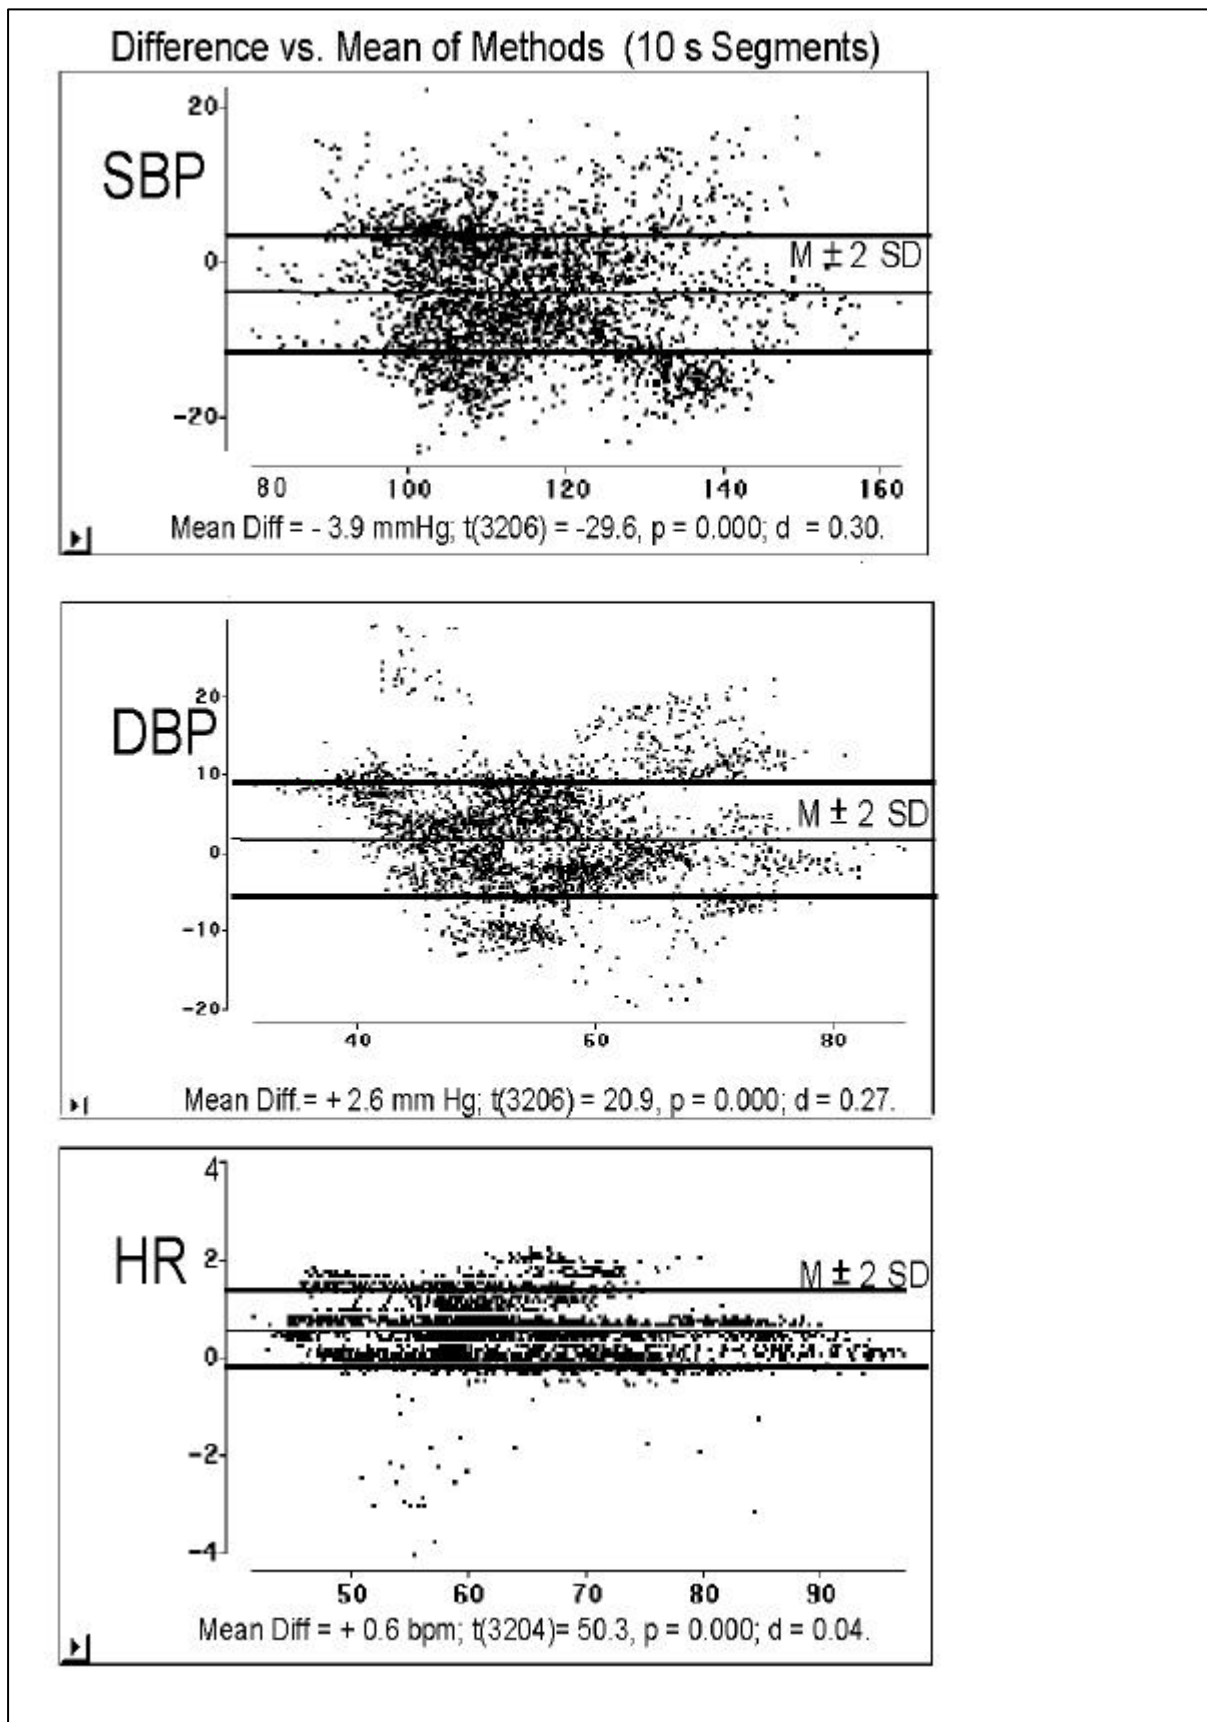 Difference vs. Mean of Methods (10 s Segments)
20
SBP
M ± 2 SD
0
-20
80 100 120 140 160
Mean Diff = - 3.9 mmHg; t(3206) = -29.6, p = 0.000; d = 0.30.
20
DBP
10
M ± 2 SD
0
-10
-20
40 60 80
Mean Diff.= + 2.6 mm Hg; t(3206) = 20.9, p = 0.000; d = 0.27.
4
HR
2
M ± 2 SD
0
-2
-4
50 60 70 80 90
Mean Diff = + 0.6 bpm; t(3204)= 50.3, p = 0.000; d = 0.04.